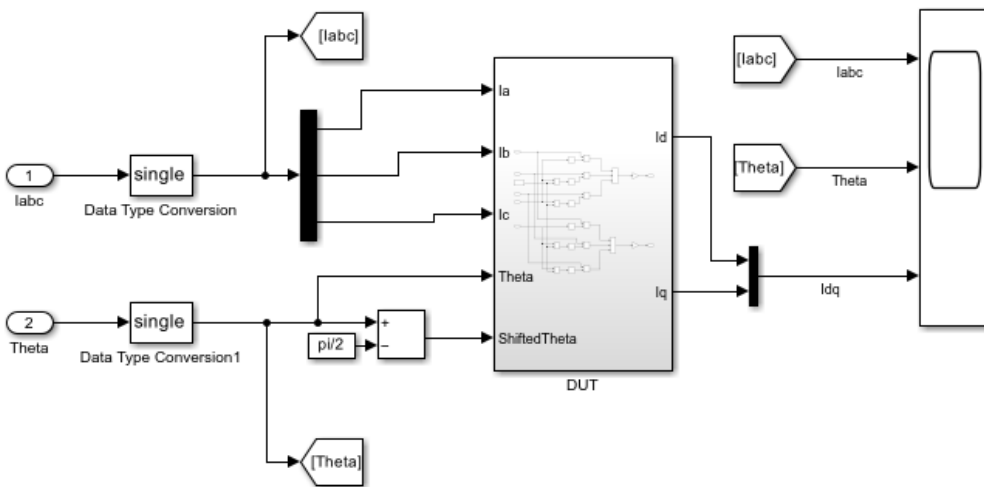 [Iabc]
1
Iabc
single
Data Type Conversion
Ia
Ib
Ic
Theta
ShiftedTheta
Id
Iq
DUT
2
Theta
single
Data Type Conversion1
pi/2
+
−
[Theta]
[Iabc]
Iabc
[Theta]
Theta
Idq